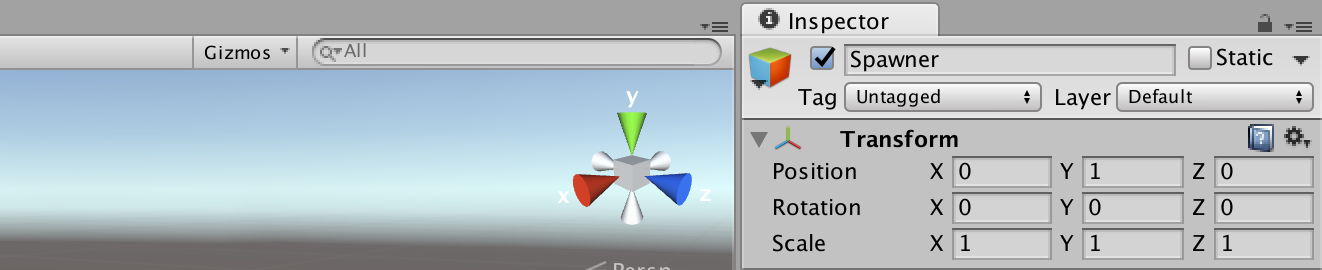 Inspector
Gizmos All
Spawner Static
Tag Untagged Layer Default
y
x z
Persp
Transform
Position X 0 Y 1 Z 0
Rotation X 0 Y 0 Z 0
Scale X 1 Y 1 Z 1